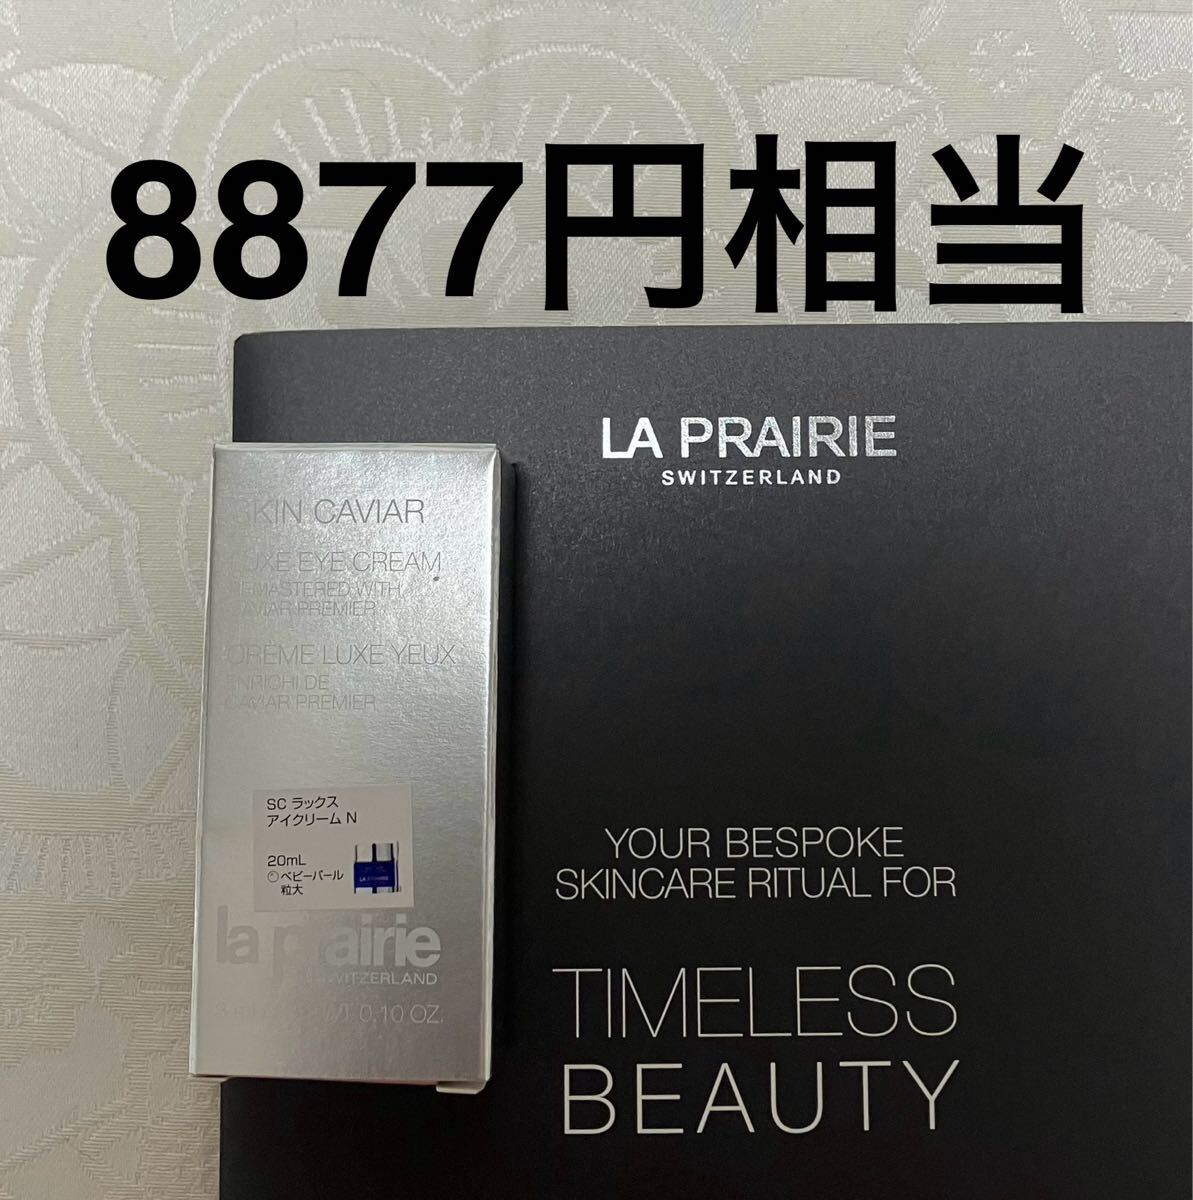 8877円相当
LA PRAIRIE
SWITZERLAND
SKIN CAVIAR
LUXE EYE CREAM
REMASTERED WITH
CAVIAR PREMIER
CRÈME LUXE YEUX
ENRICHI DE
CAVIAR PREMIER
SC ラックス
アイクリーム N
20mL
○ベビーパール
粒大
LA PRAIRIE
la prairie
SWITZERLAND
0.10 OZ.
YOUR BESPOKE
SKINCARE RITUAL FOR
TIMELESS
BEAUTY